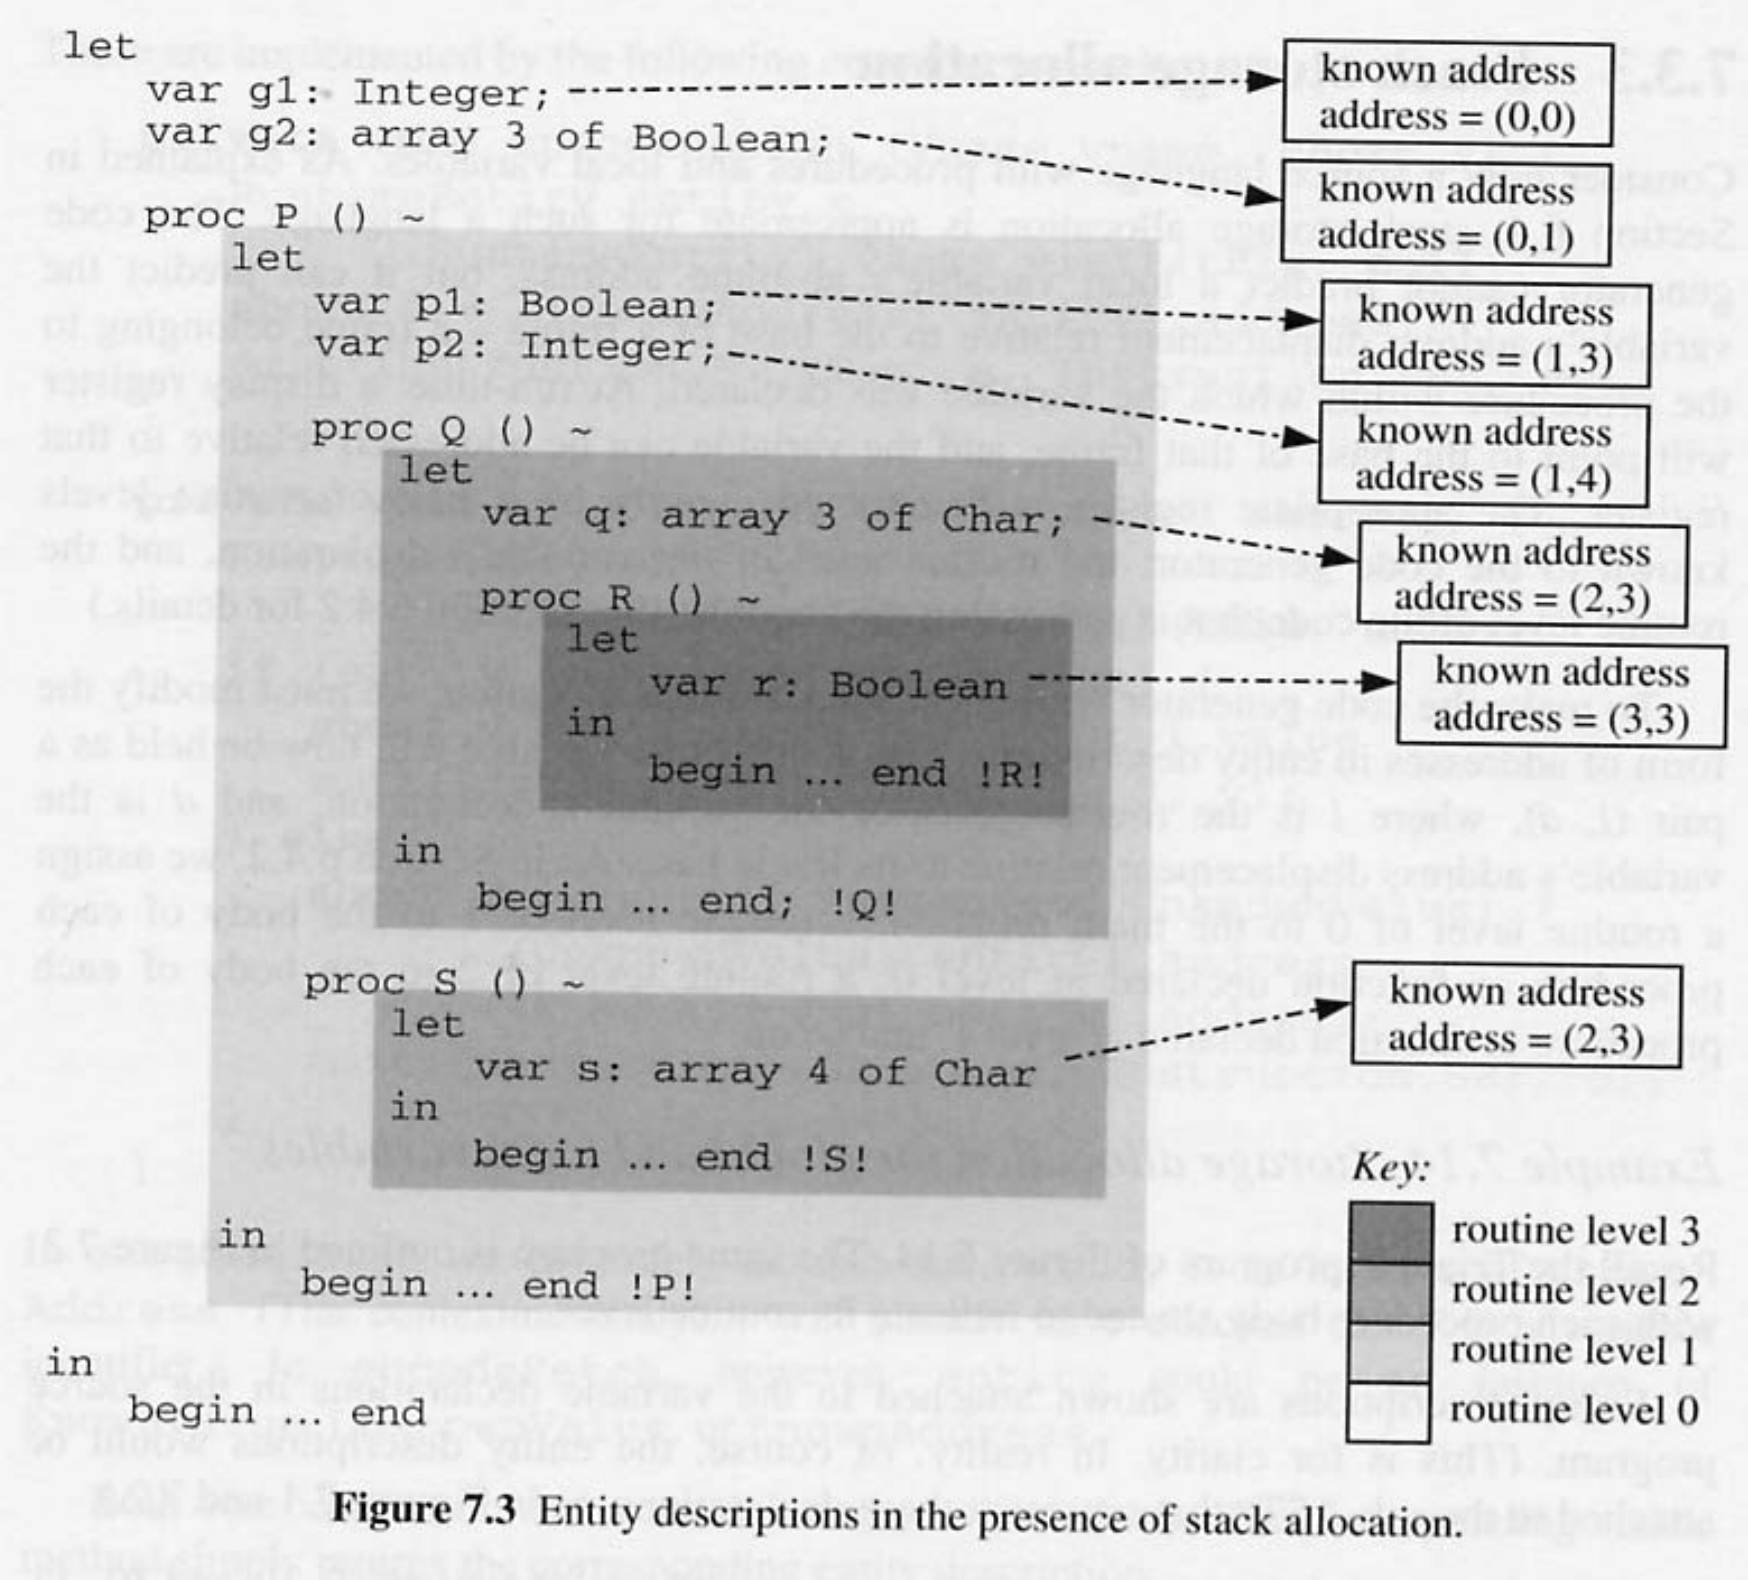 let
var g1: Integer;
known address
address = (0,0)
var g2: array 3 of Boolean;
known address
address = (0,1)
proc P () ~
let
var p1: Boolean;
known address
address = (1,3)
var p2: Integer;
known address
address = (1,4)
proc Q () ~
let
var q: array 3 of Char;
known address
address = (2,3)
proc R () ~
let
var r: Boolean
known address
address = (3,3)
in
begin ... end !R!
in
begin ... end; !Q!
proc S () ~
let
var s: array 4 of Char
known address
address = (2,3)
in
begin ... end !S!
in
begin ... end !P!
in
begin ... end
Key:
routine level 3
routine level 2
routine level 1
routine level 0
Figure 7.3 Entity descriptions in the presence of stack allocation.